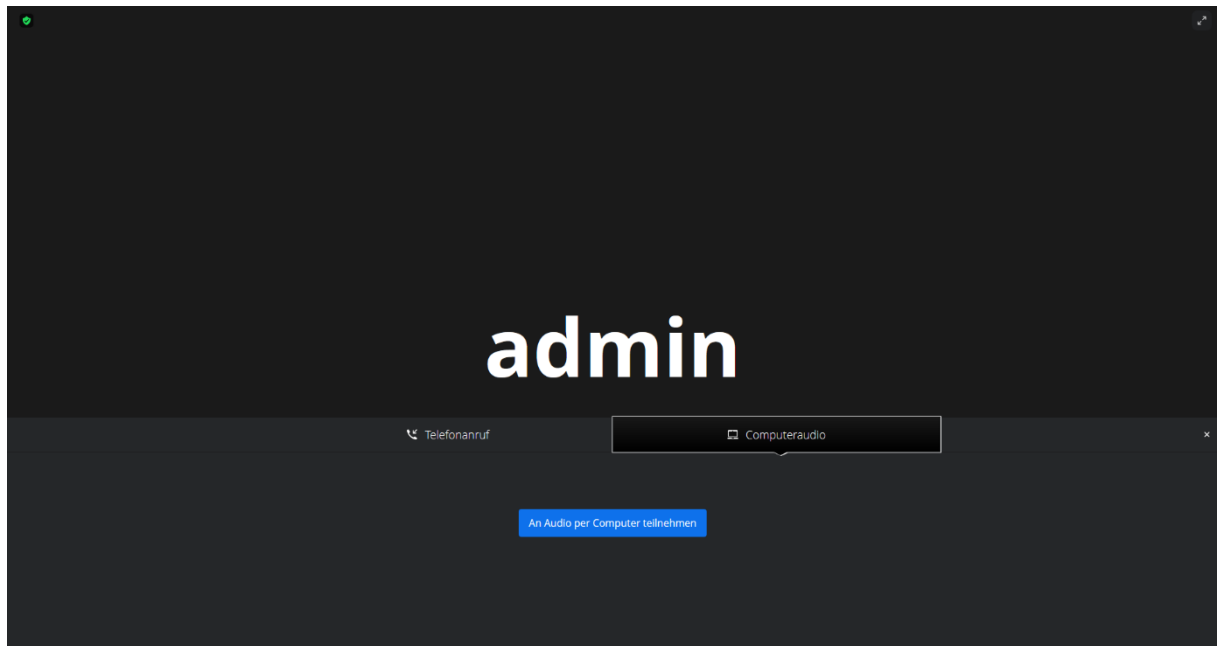 admin
Telefonanruf
Computeraudio
An Audio per Computer teilnehmen